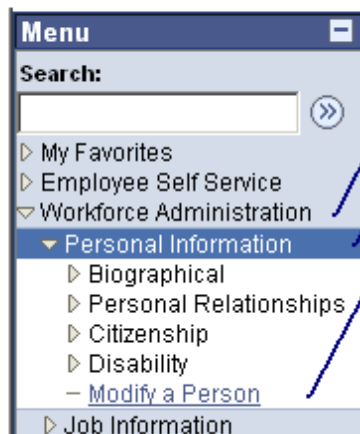 Menu
Search:
My Favorites
Employee Self Service
Workforce Administration
Personal Information
Biographical
Personal Relationships
Citizenship
Disability
Modify a Person
Job Information